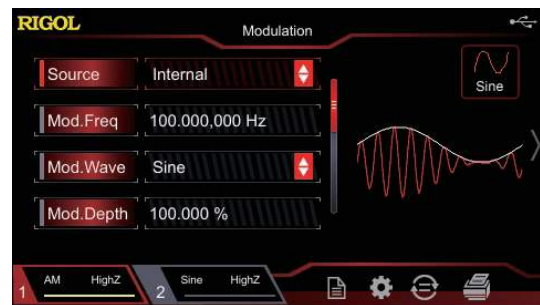 RIGOL
Modulation
Source Internal
Sine
Mod.Freq 100.000,000 Hz
Mod.Wave Sine
Mod.Depth 100.000 %
1 AM HighZ 2 Sine HighZ